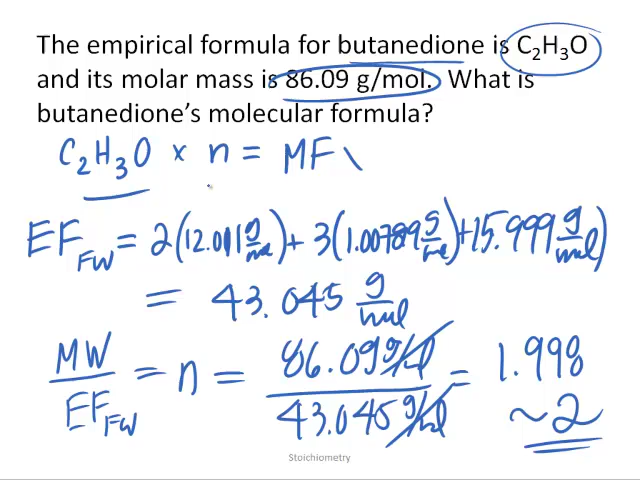 The empirical formula for butanedione is C₂H₃O
and its molar mass is 86.09 g/mol. What is
butanedione's molecular formula?
C₂H₃O × n = MF
EF_FW = 2(12.011 g/mol) + 3(1.00789 g/mol) + 15.999 g/mol)
= 43.045 g/mol
MW/EF_FW = n = 86.09 g/mol / 43.045 g/mol = 1.998
~2
Stoichiometry